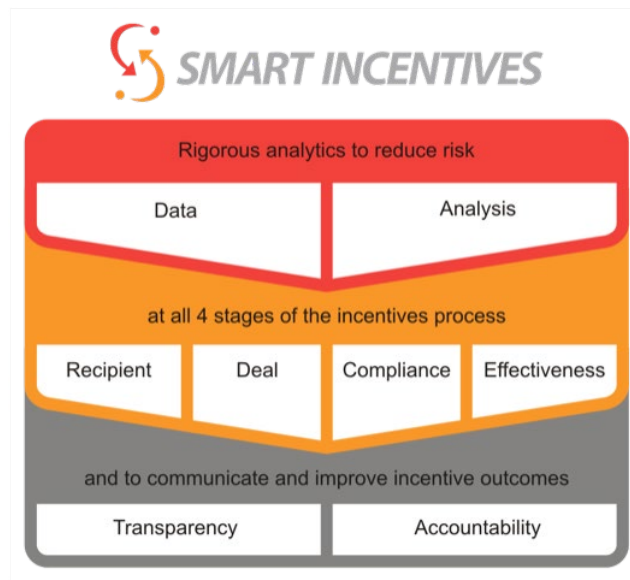 SMART INCENTIVES
Rigorous analytics to reduce risk
Data
Analysis
at all 4 stages of the incentives process
Recipient
Deal
Compliance
Effectiveness
and to communicate and improve incentive outcomes
Transparency
Accountability